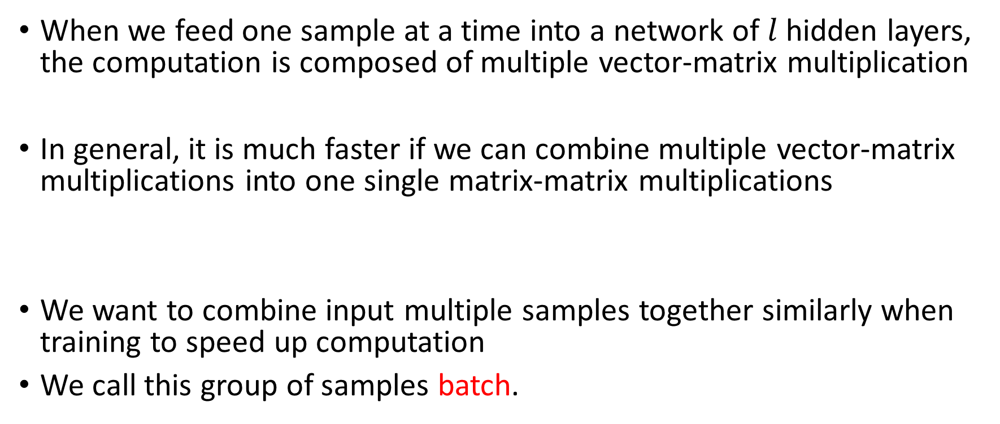 • When we feed one sample at a time into a network of l hidden layers,
the computation is composed of multiple vector-matrix multiplication
• In general, it is much faster if we can combine multiple vector-matrix
multiplications into one single matrix-matrix multiplications
• We want to combine input multiple samples together similarly when
training to speed up computation
• We call this group of samples batch.